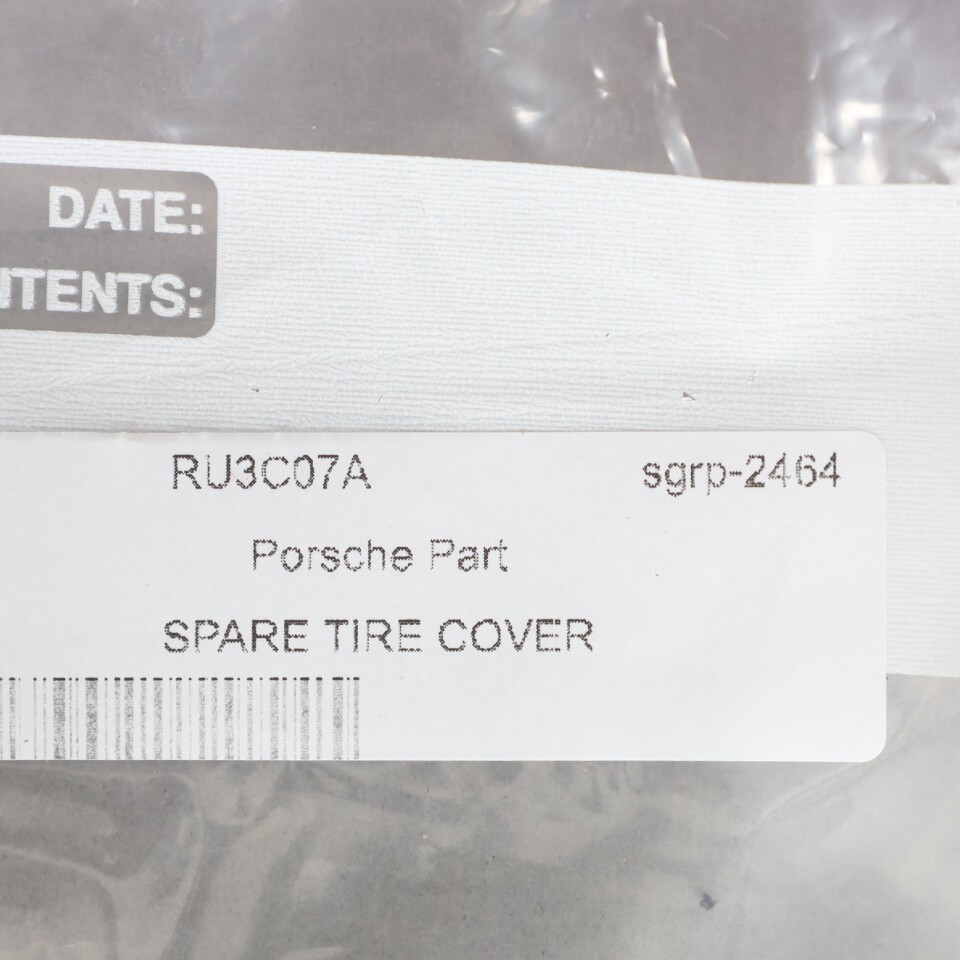 DATE:
NTENTS:
RU3C07A sgrp-2464
Porsche Part
SPARE TIRE COVER